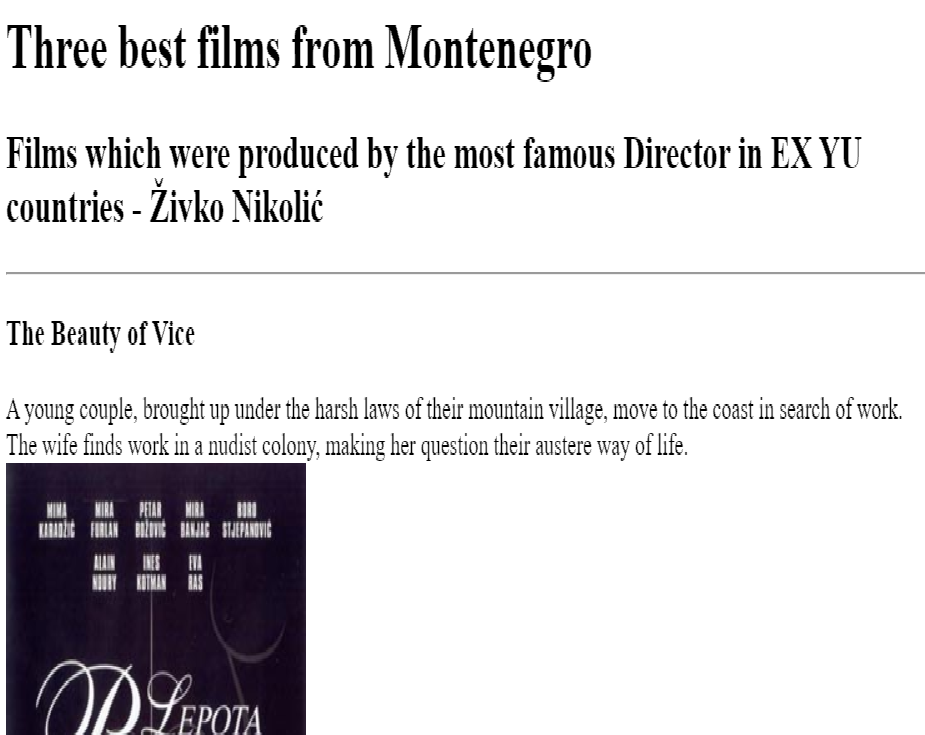 Three best films from Montenegro
Films which were produced by the most famous Director in EX YU
countries - Živko Nikolić
The Beauty of Vice
A young couple, brought up under the harsh laws of their mountain village, move to the coast in search of work.
The wife finds work in a nudist colony, making her question their austere way of life.
MIMA MIRA PETAR MIRA BORO
KARADŽIĆ FURLAN BOŽOVIĆ BANJAC STJEPANOVIĆ
ALAIN INES EVA
NOURY KOTMAN RAS
LEPOTA